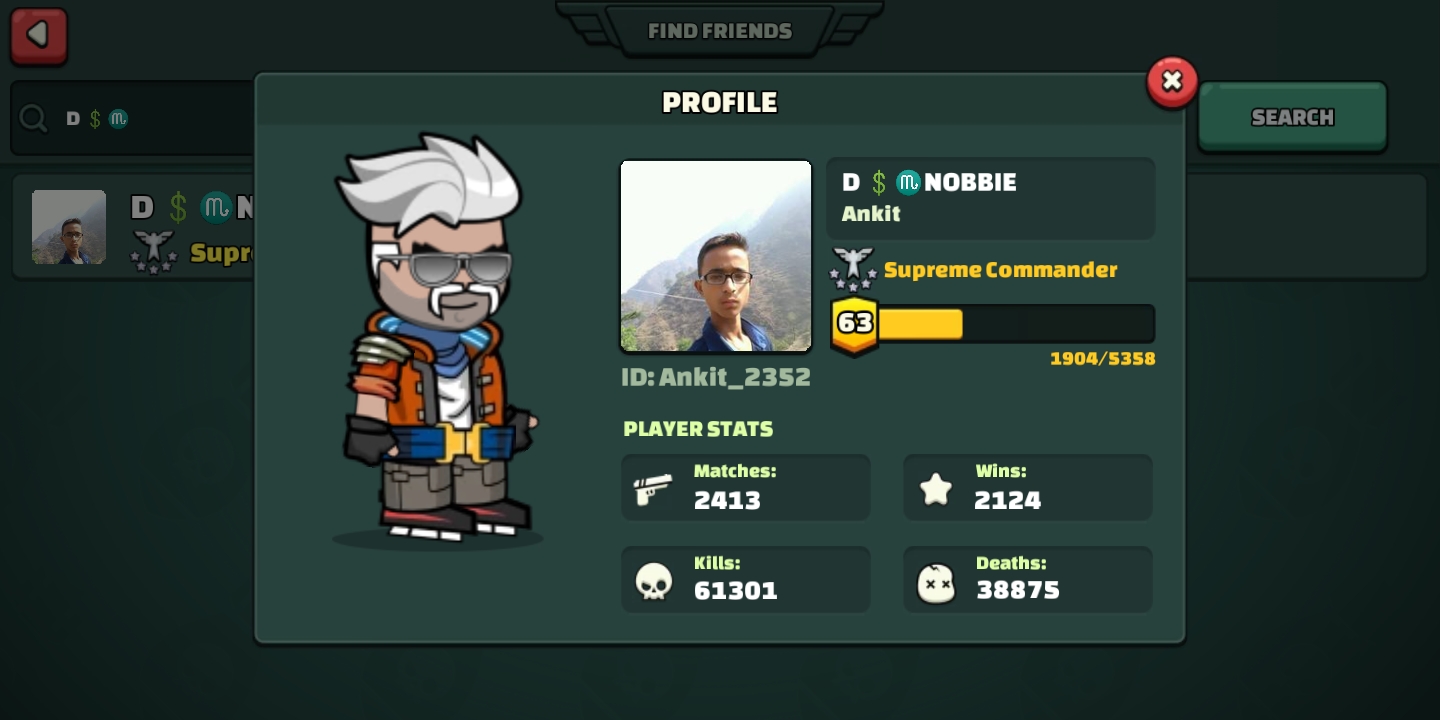 FIND FRIENDS
D $ ♏
SEARCH
D $ ♏N
Supr
PROFILE
D $ ♏NOBBIE
Ankit
Supreme Commander
63
1904/5358
ID: Ankit_2352
PLAYER STATS
Matches:
2413
Wins:
2124
Kills:
61301
Deaths:
38875